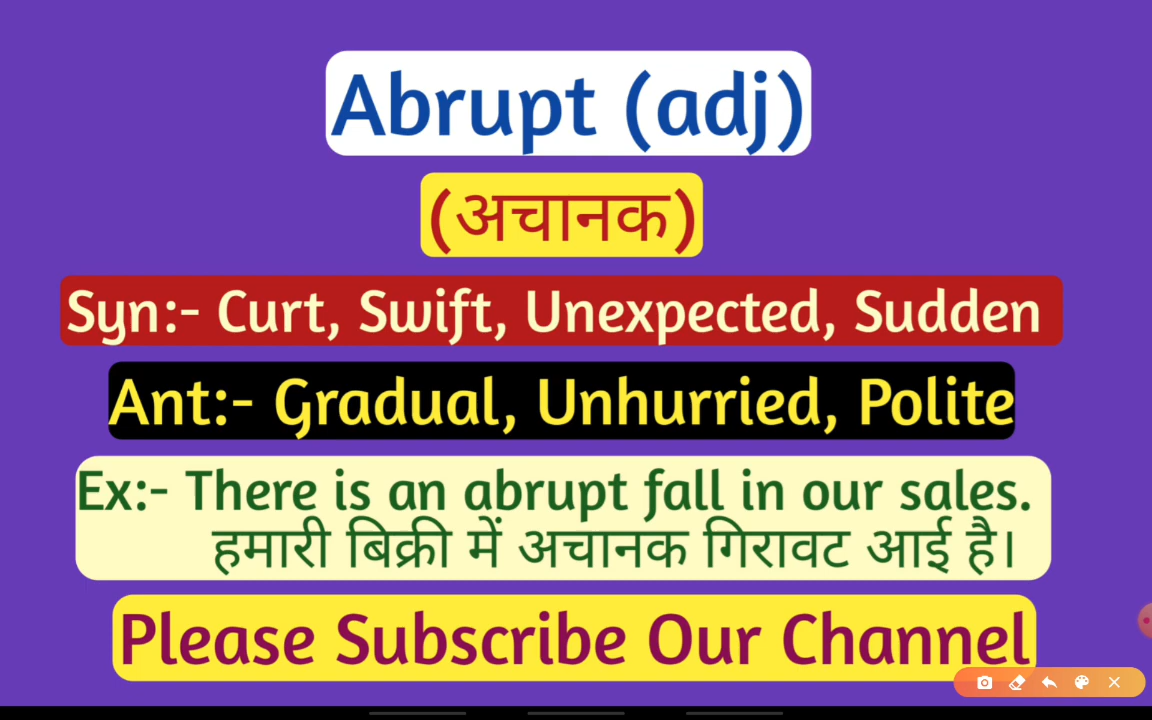 Abrupt (adj)
(अचानक)
Syn:- Curt, Swift, Unexpected, Sudden
Ant:- Gradual, Unhurried, Polite
Ex:- There is an abrupt fall in our sales.
हमारी बिक्री में अचानक गिरावट आई है।
Please Subscribe Our Channel